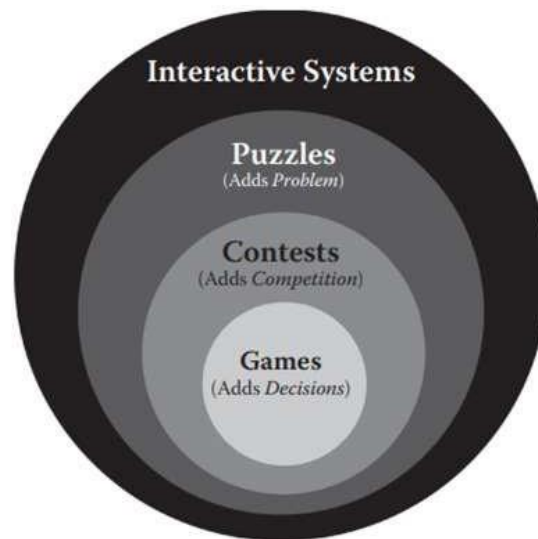 Interactive Systems
Puzzles
(Adds Problem)
Contests
(Adds Competition)
Games
(Adds Decisions)